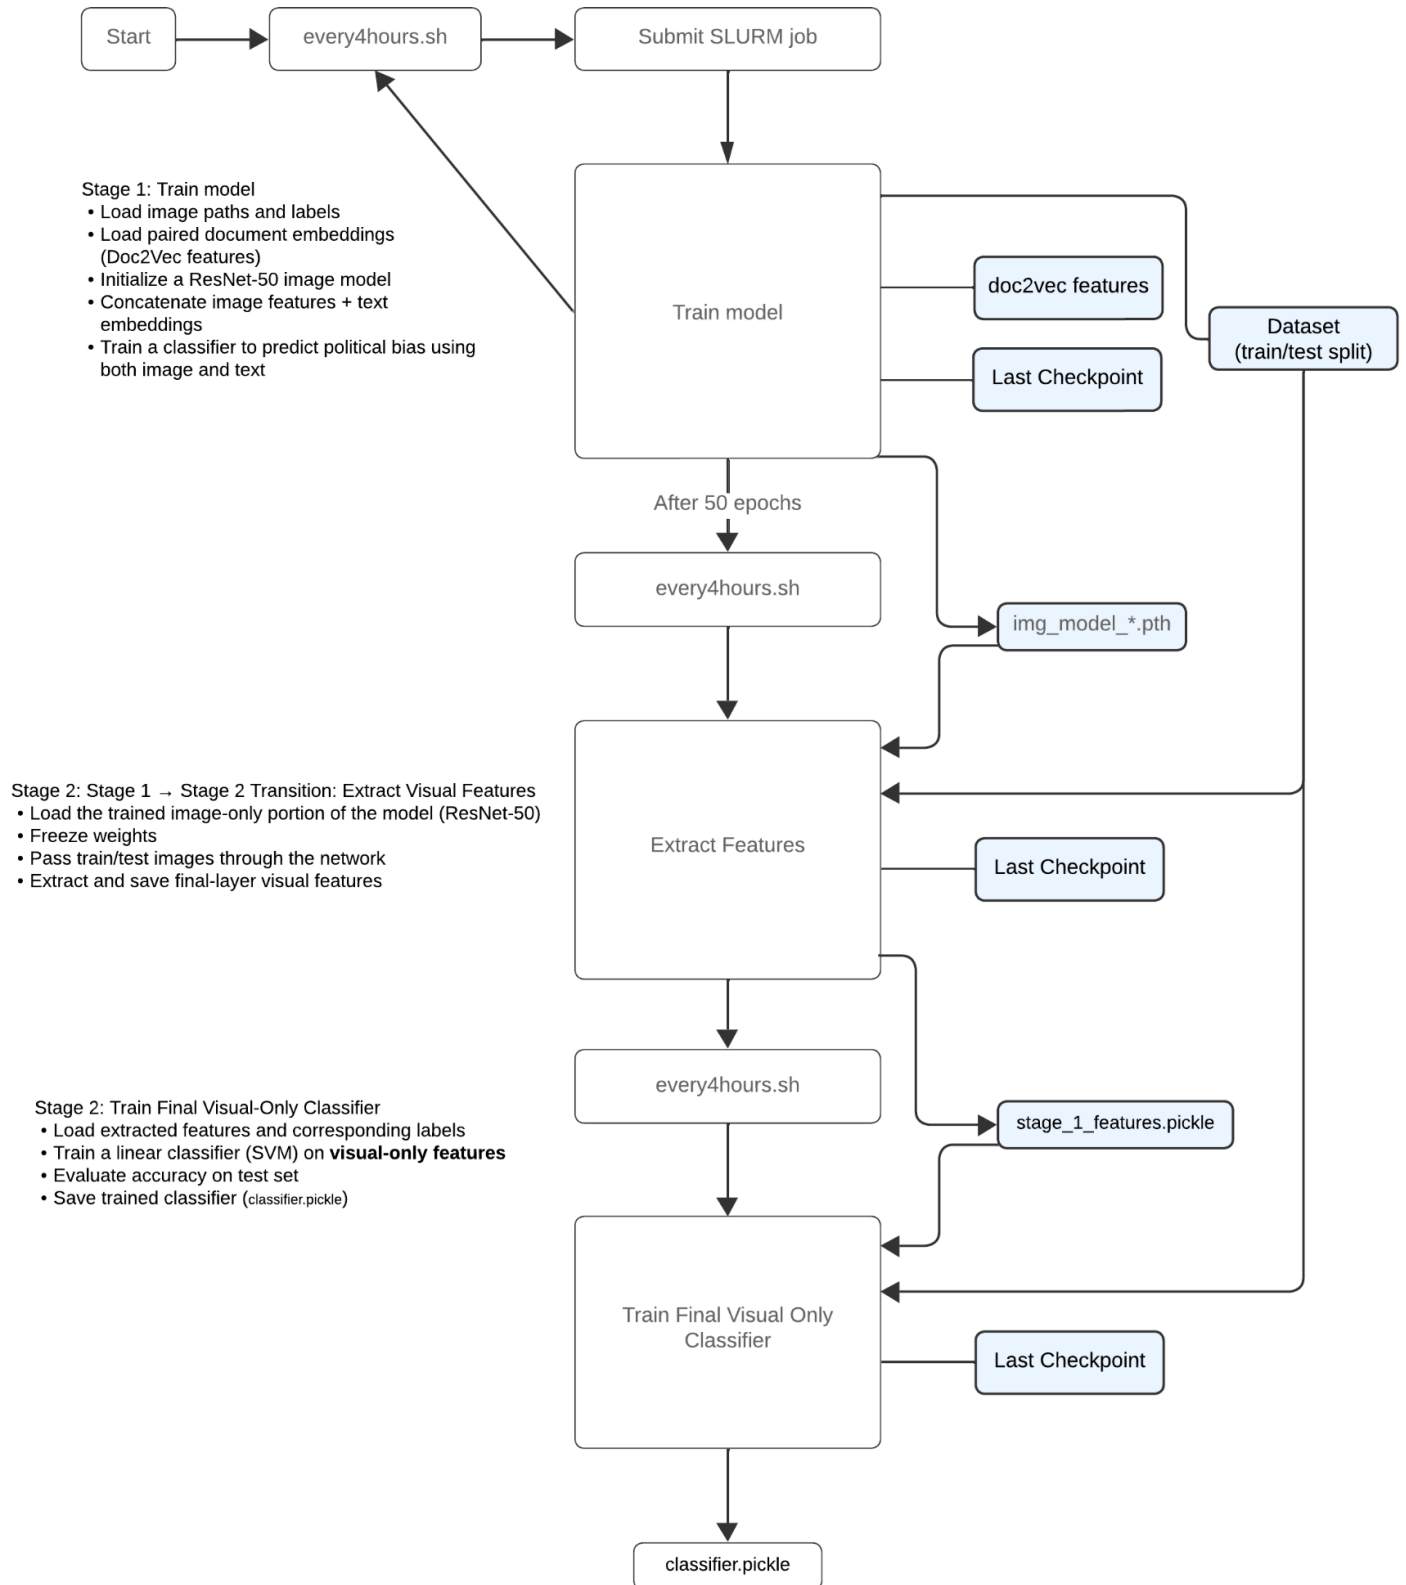 Start
every4hours.sh
Submit SLURM job
Stage 1: Train model
• Load image paths and labels
• Load paired document embeddings
(Doc2Vec features)
• Initialize a ResNet-50 image model
• Concatenate image features + text
embeddings
• Train a classifier to predict political bias using
both image and text
Train model
doc2vec features
Last Checkpoint
Dataset
(train/test split)
After 50 epochs
every4hours.sh
img_model_*.pth
Stage 2: Stage 1 → Stage 2 Transition: Extract Visual Features
• Load the trained image-only portion of the model (ResNet-50)
• Freeze weights
• Pass train/test images through the network
• Extract and save final-layer visual features
Extract Features
Last Checkpoint
every4hours.sh
stage_1_features.pickle
Stage 2: Train Final Visual-Only Classifier
• Load extracted features and corresponding labels
• Train a linear classifier (SVM) on visual-only features
• Evaluate accuracy on test set
• Save trained classifier (classifier.pickle)
Train Final Visual Only
Classifier
Last Checkpoint
classifier.pickle